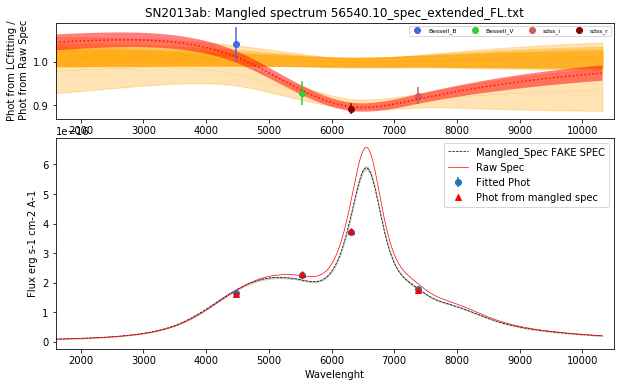 SN2013ab: Mangled spectrum 56540.10_spec_extended_FL.txt
Phot from LCfitting /
Phot from Raw Spec
1.0
0.9
Bessell_B
Bessell_V
sdss_i
sdss_r
2000 3000 4000 5000 6000 7000 8000 9000 10000
1e−16
Flux erg s-1 cm-2 A-1
6
5
4
3
2
1
0
Mangled_Spec FAKE SPEC
Raw Spec
Fitted Phot
Phot from mangled spec
2000 3000 4000 5000 6000 7000 8000 9000 10000
Wavelenght